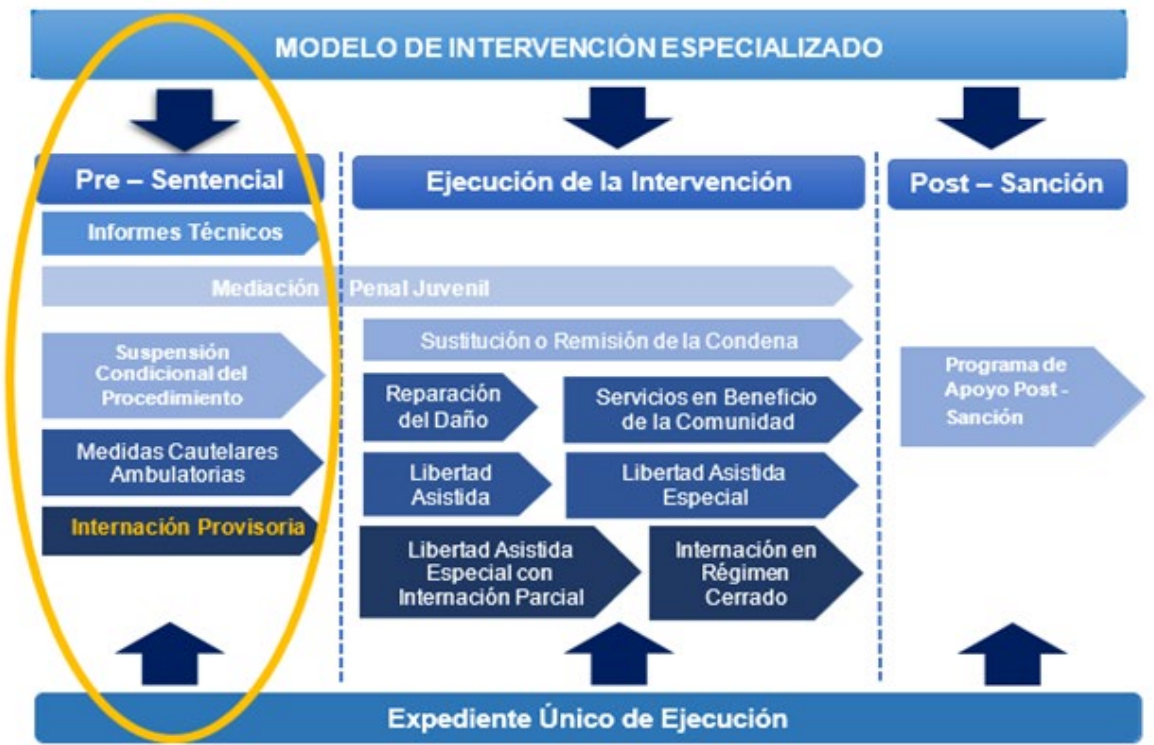 MODELO DE INTERVENCIÓN ESPECIALIZADO
Pre – Sentencial
Ejecución de la Intervención
Post – Sanción
Informes Técnicos
Mediación Penal Juvenil
Suspensión
Condicional del
Procedimiento
Medidas Cautelares
Ambulatorias
Internación Provisoria
Sustitución o Remisión de la Condena
Reparación
del Daño
Servicios en Beneficio
de la Comunidad
Libertad
Asistida
Libertad Asistida
Especial
Libertad Asistida
Especial con
Internación Parcial
Internación en
Régimen
Cerrado
Programa de
Apoyo Post -
Sanción
Expediente Único de Ejecución